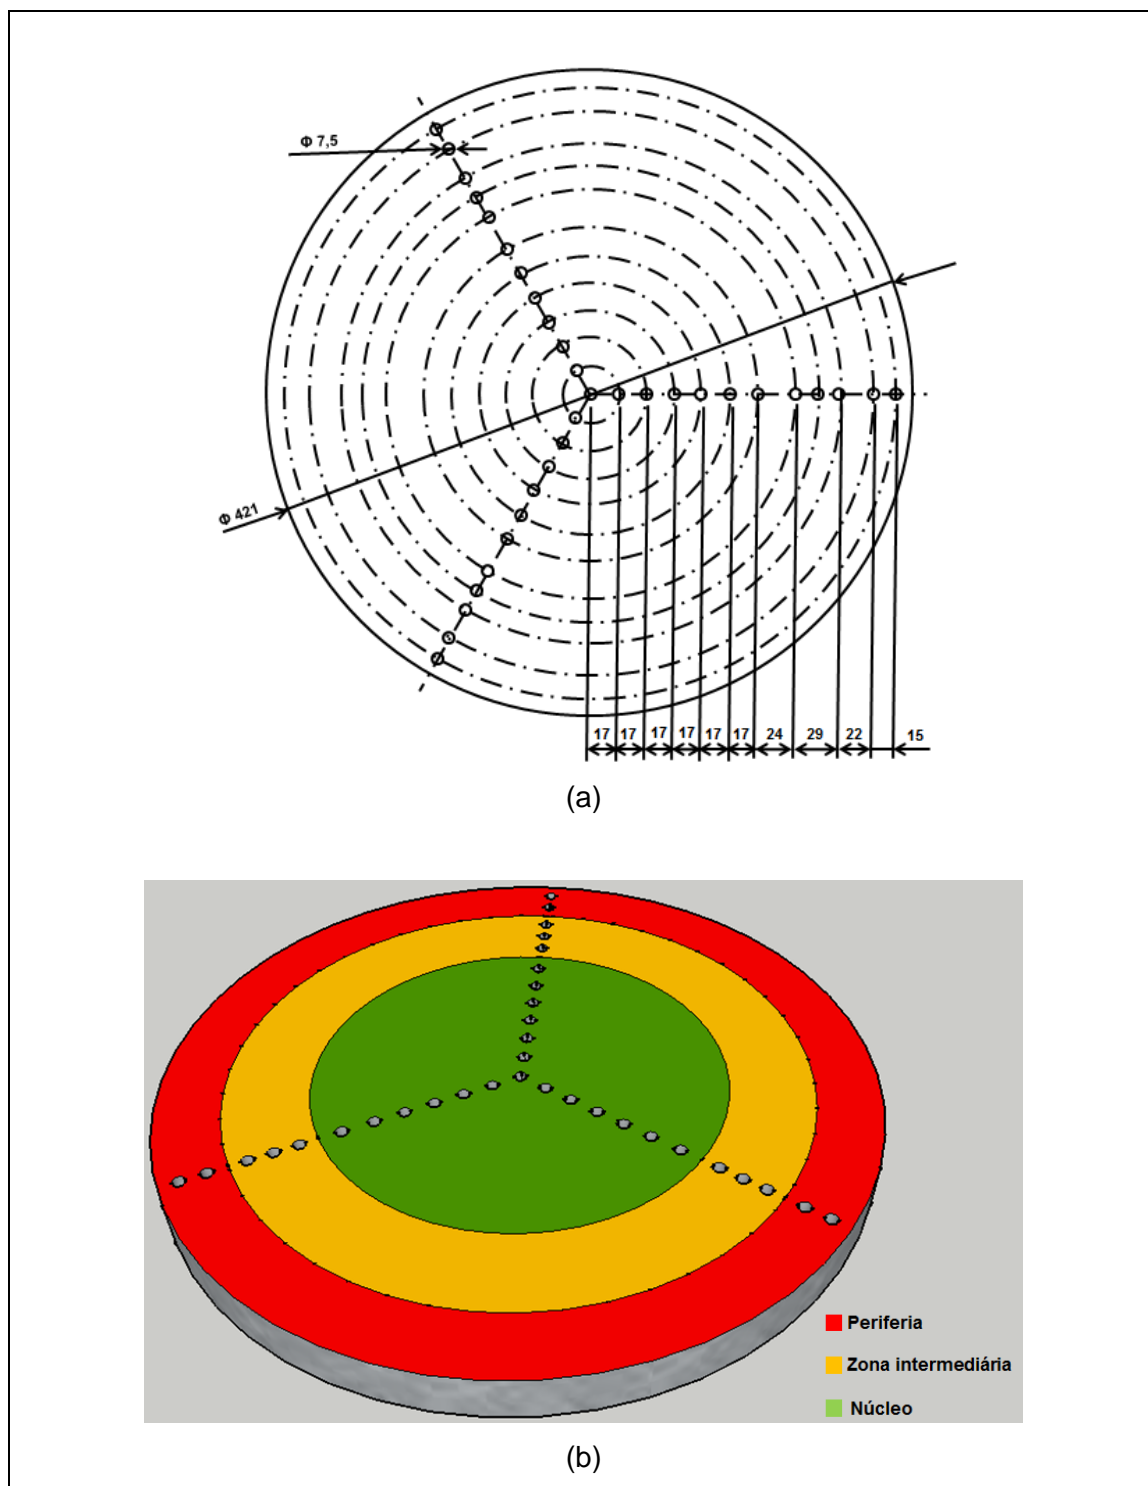 Φ 7,5
Φ 421
17 17 17 17 17 17 24 29 22 15
(a)
Periferia
Zona intermediária
Núcleo
(b)